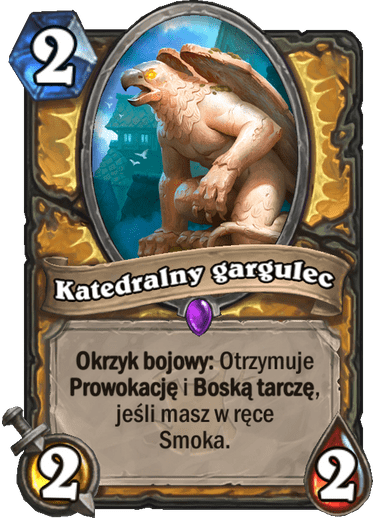 2
Katedralny gargulec
Okrzyk bojowy: Otrzymuje
Prowokację i Boską tarczę,
jeśli masz w ręce
Smoka.
2
2